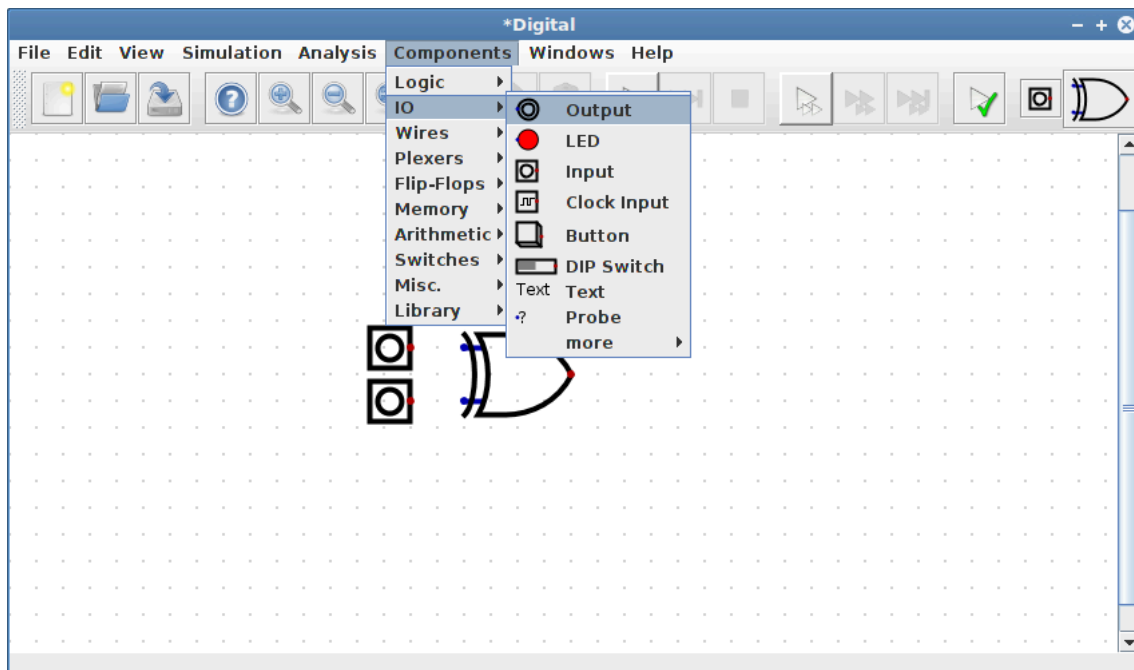 *Digital
File Edit View Simulation Analysis Components Windows Help
Logic
IO
Wires
Plexers
Flip-Flops
Memory
Arithmetic
Switches
Misc.
Library
Output
LED
Input
Clock Input
Button
DIP Switch
Text Text
·? Probe
more